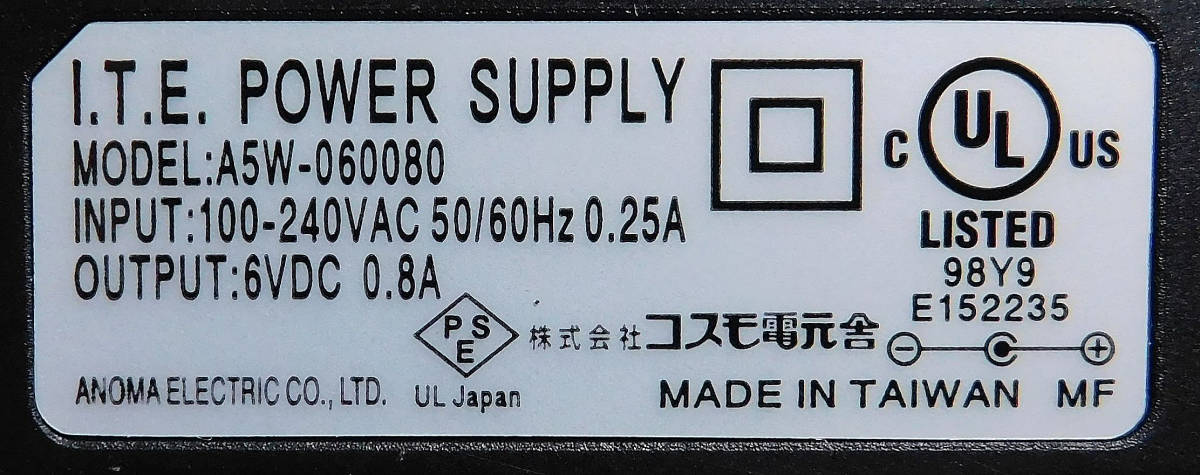 I.T.E. POWER SUPPLY
MODEL:A5W-060080
INPUT:100-240VAC 50/60Hz 0.25A
OUTPUT:6VDC 0.8A
C UL US
LISTED
98Y9
E152235
PSE
株式会社コスモ電元舎
ANOMA ELECTRIC CO., LTD.
UL Japan
MADE IN TAIWAN MF